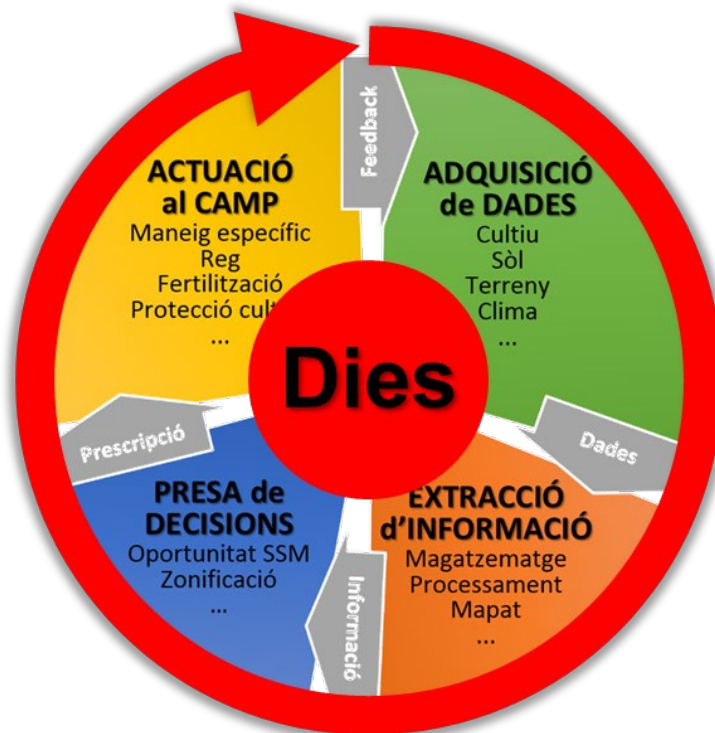 Feedback
ACTUACIÓ
al CAMP
Maneig específic
Reg
Fertilització
Protecció
...
ADQUISICIÓ
de DADES
Cultiu
Sòl
Terreny
Clima
...
Dies
Prescripció
Dades
PRESA de
DECISIONS
Oportunitat SSM
Zonificació
...
Informació
EXTRACCIÓ
d'INFORMACIÓ
Magatzematge
Processament
Mapat
...